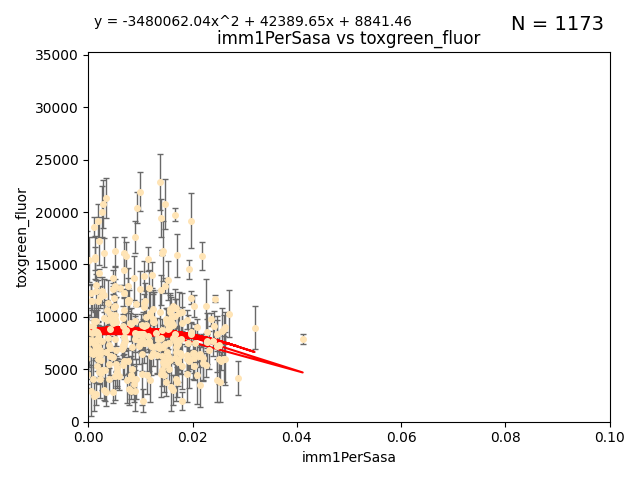 y = -3480062.04x^2 + 42389.65x + 8841.46
N = 1173
imm1PerSasa vs toxgreen_fluor
35000
30000
25000
20000
15000
10000
5000
0
toxgreen_fluor
0.00 0.02 0.04 0.06 0.08 0.10
imm1PerSasa